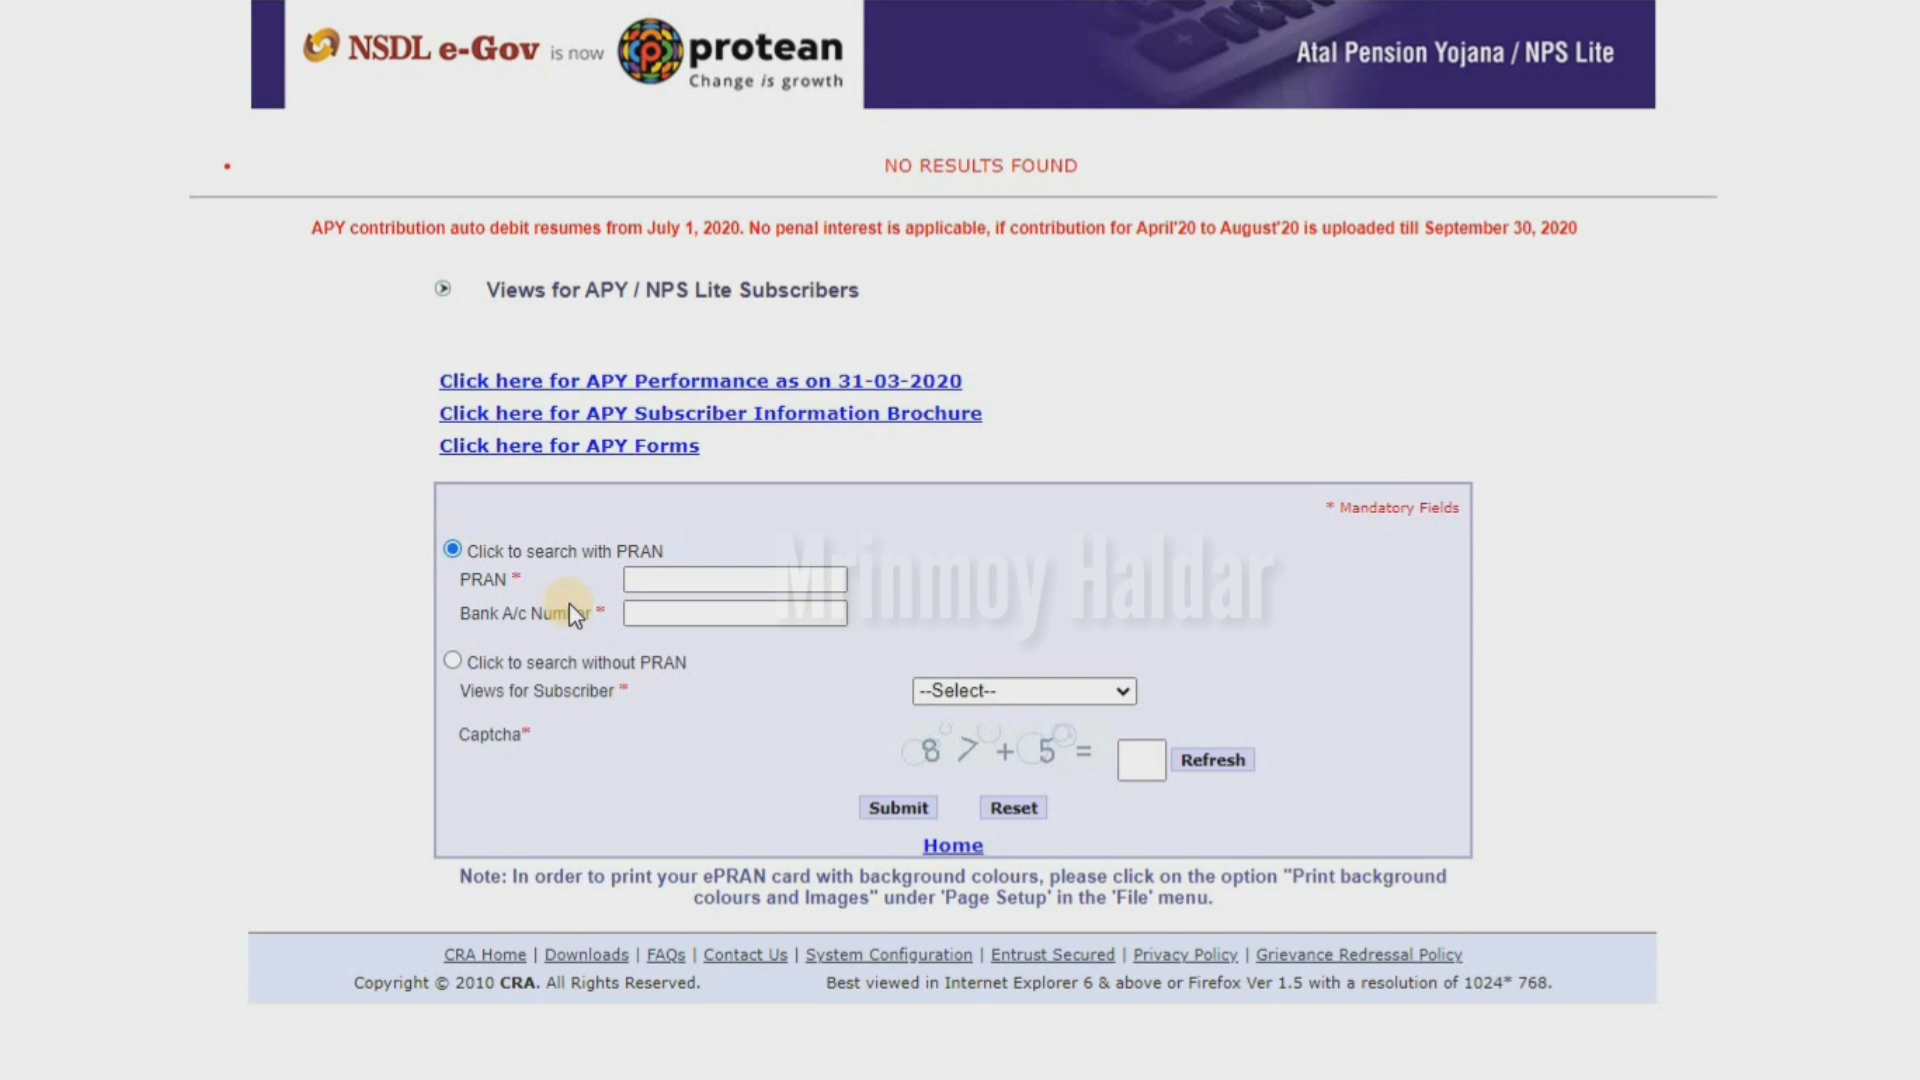 NSDL e-Gov is now protean
Change is growth
Atal Pension Yojana / NPS Lite
NO RESULTS FOUND
APY contribution auto debit resumes from July 1, 2020. No penal interest is applicable, if contribution for April'20 to August'20 is uploaded till September 30, 2020
Views for APY / NPS Lite Subscribers
Click here for APY Performance as on 31-03-2020
Click here for APY Subscriber Information Brochure
Click here for APY Forms
* Mandatory Fields
Click to search with PRAN
PRAN *
Bank A/c Number *
Mrinmoy Haldar
Click to search without PRAN
Views for Subscriber *
--Select--
Captcha*
8 7 + 5 =
Refresh
Submit Reset
Home
Note: In order to print your ePRAN card with background colours, please click on the option "Print background
colours and Images" under 'Page Setup' in the 'File' menu.
CRA Home | Downloads | FAQs | Contact Us | System Configuration | Entrust Secured | Privacy Policy | Grievance Redressal Policy
Copyright © 2010 CRA. All Rights Reserved. Best viewed in Internet Explorer 6 & above or Firefox Ver 1.5 with a resolution of 1024* 768.